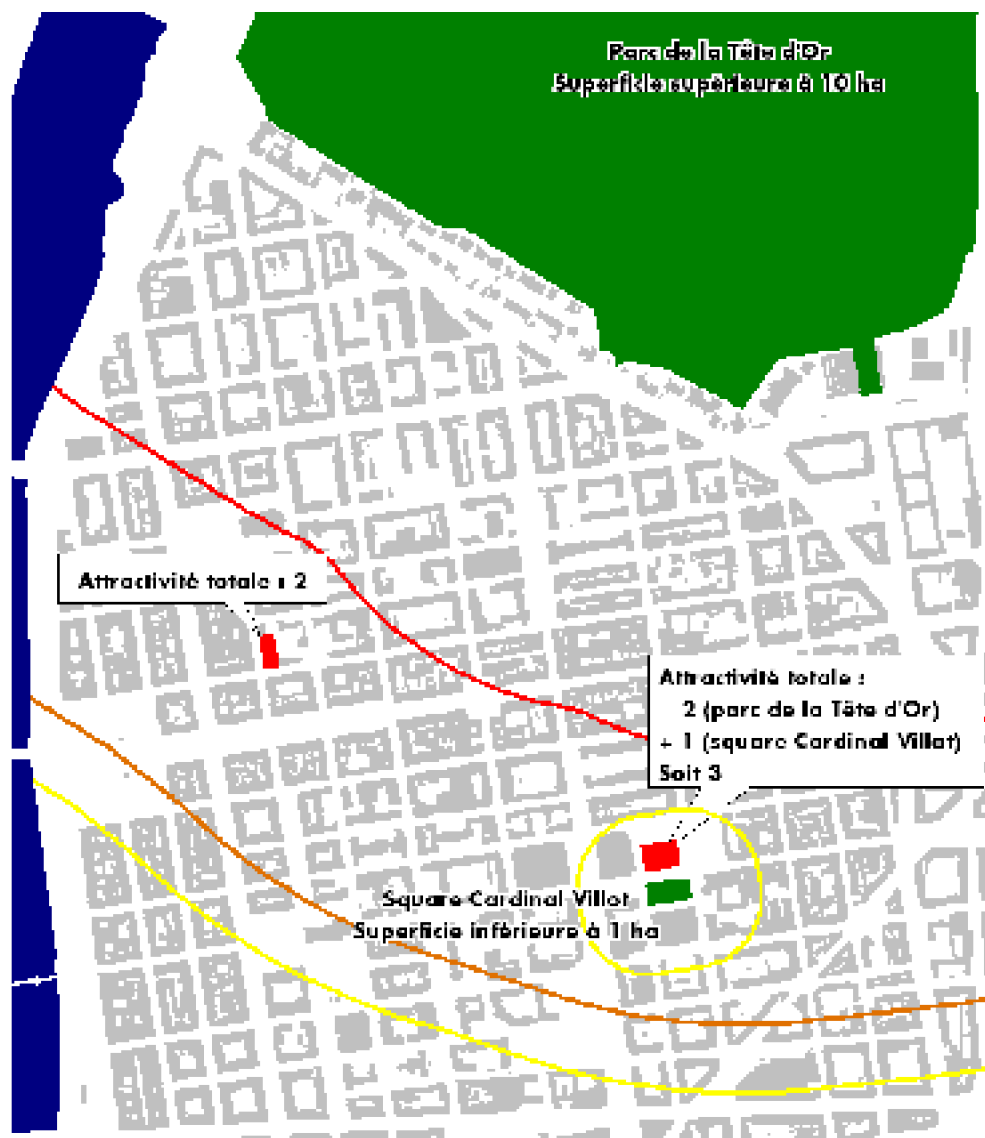 Parc de la Tête d'Or
Superficie supérieure à 10 ha
Attractivité totale : 2
Attractivité totale :
2 (parc de la Tête d'Or)
+ 1 (square Cardinal Villot)
Soit 3
Square Cardinal Villot
Superficie inférieure à 1 ha